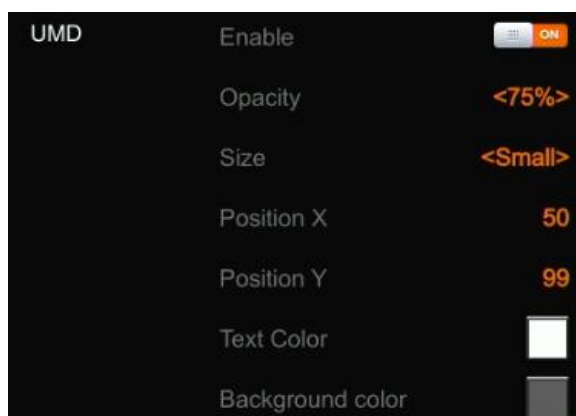 UMD
Enable ON
Opacity <75%>
Size <Small>
Position X 50
Position Y 99
Text Color
Background color